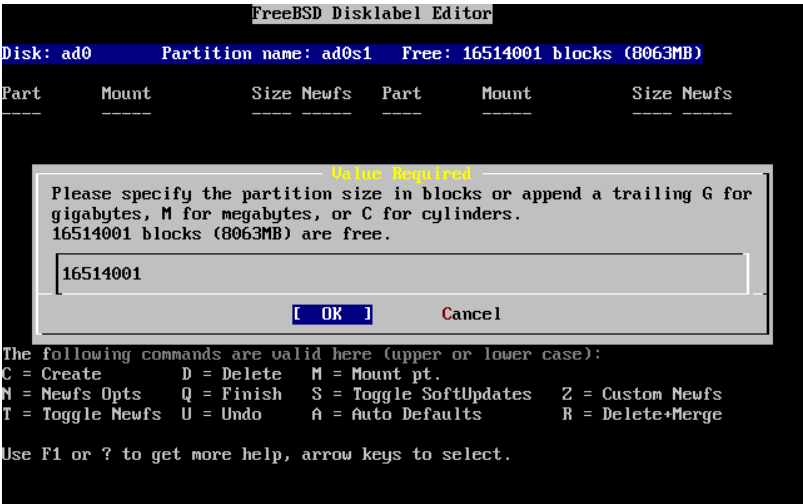 FreeBSD Disklabel Editor
Disk: ad0 Partition name: ad0s1 Free: 16514001 blocks (8063MB)
Part Mount Size Newfs Part Mount Size Newfs
---- ----- ---- ----- ---- ----- ---- -----
Value Required
Please specify the partition size in blocks or append a trailing G for
gigabytes, M for megabytes, or C for cylinders.
16514001 blocks (8063MB) are free.
16514001
[ OK ] Cancel
The following commands are valid here (upper or lower case):
C = Create D = Delete M = Mount pt.
N = Newfs Opts Q = Finish S = Toggle SoftUpdates Z = Custom Newfs
T = Toggle Newfs U = Undo A = Auto Defaults R = Delete+Merge
Use F1 or ? to get more help, arrow keys to select.